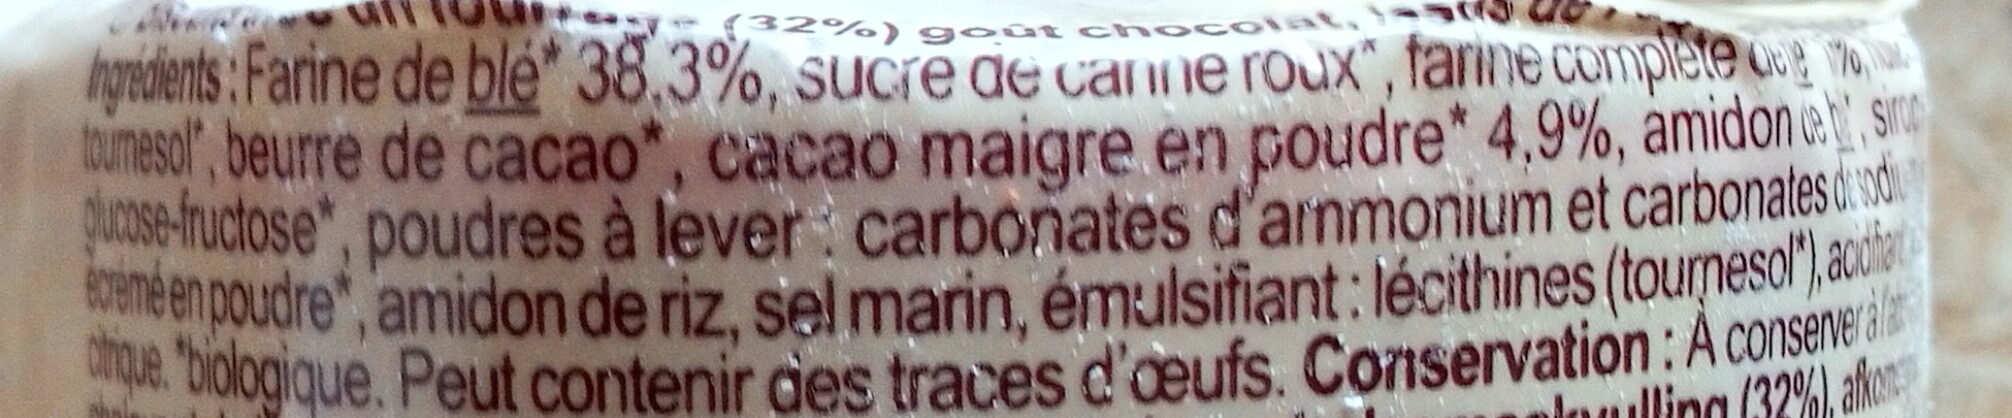 (32%) goût chocolat,
Ingrédients : Farine de blé* 38,3%, sucre de canne roux*, farine complète de
tournesol*, beurre de cacao*, cacao maigre en poudre* 4,9%, amidon de
glucose-fructose*, poudres à lever : carbonates d'ammonium et carbonates de
écrémé en poudre*, amidon de riz, sel marin, émulsifiant : lécithines (tournesol*),
citrique. *biologique. Peut contenir des traces d'œufs. Conservation : À conserver à
(32%),